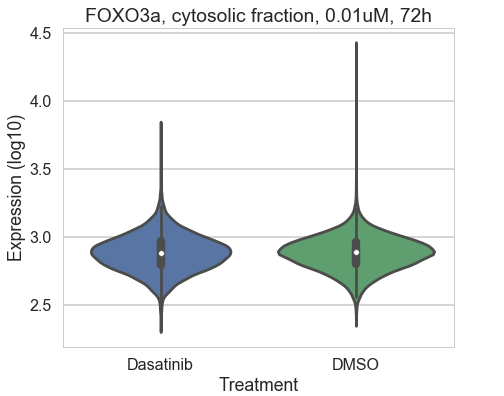 FOXO3a, cytosolic fraction, 0.01uM, 72h
4.5
4.0
3.5
3.0
2.5
Expression (log10)
Dasatinib DMSO
Treatment